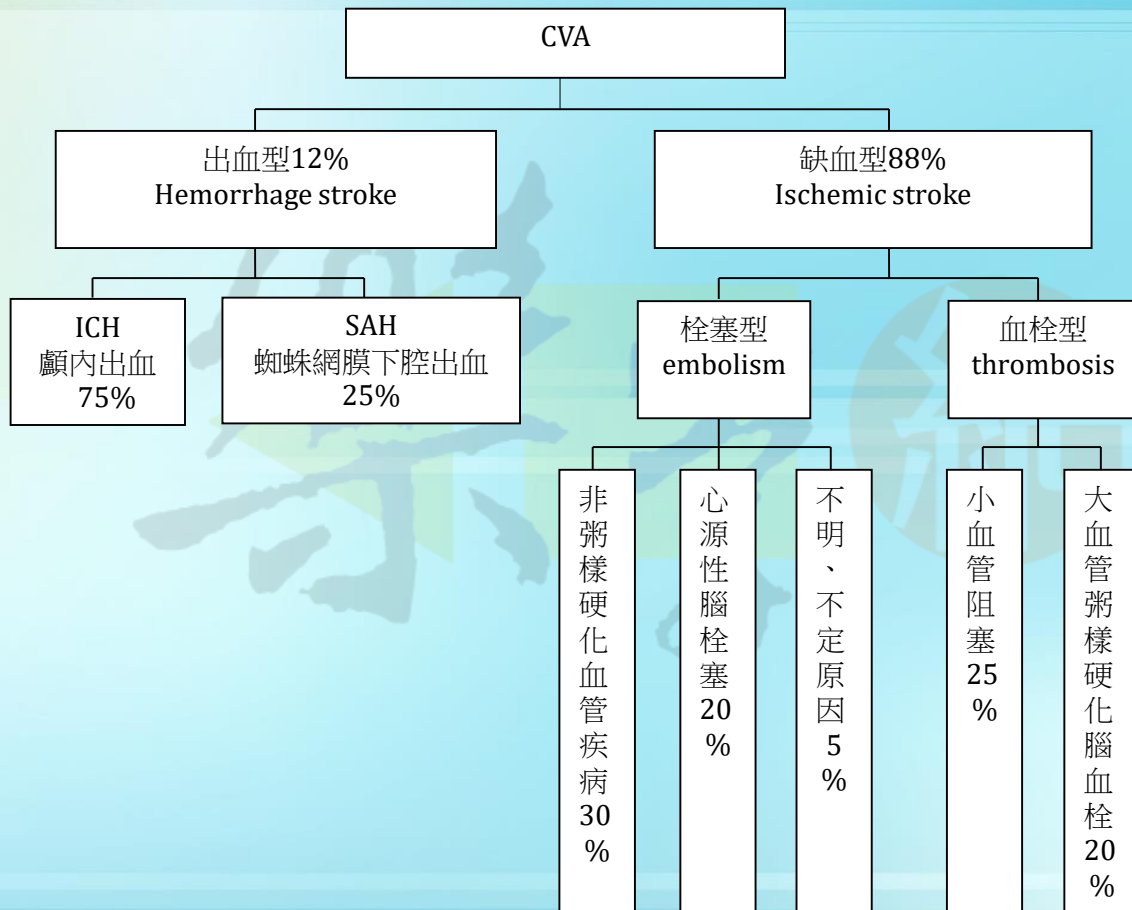 CVA
出血型12%
Hemorrhage stroke
缺血型88%
Ischemic stroke
ICH
顱內出血
75%
SAH
蜘蛛網膜下腔出血
25%
栓塞型
embolism
血栓型
thrombosis
非粥樣硬化血管疾病30%
心源性腦栓塞20%
不明、不定原因5%
小血管阻塞25%
大血管粥樣硬化腦血栓20%